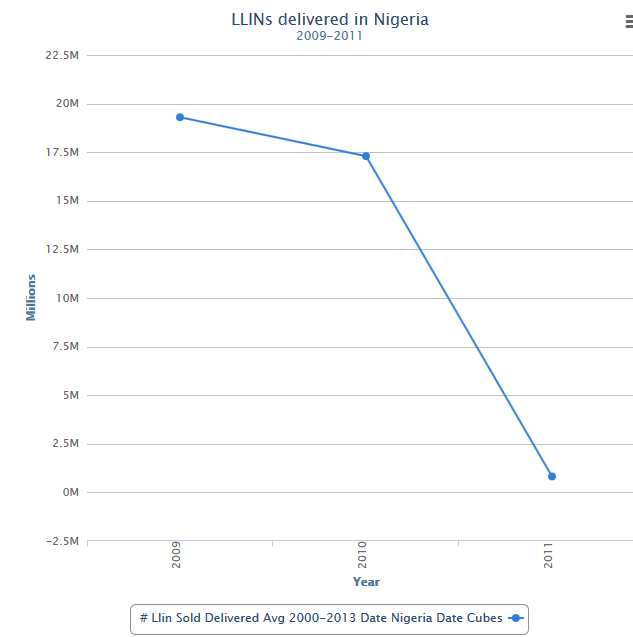 LLINs delivered in Nigeria
2009-2011
22.5M
20M
17.5M
15M
12.5M
10M
7.5M
5M
2.5M
0M
-2.5M
Millions
2009
2010
2011
Year
# Llin Sold Delivered Avg 2000-2013 Date Nigeria Date Cubes